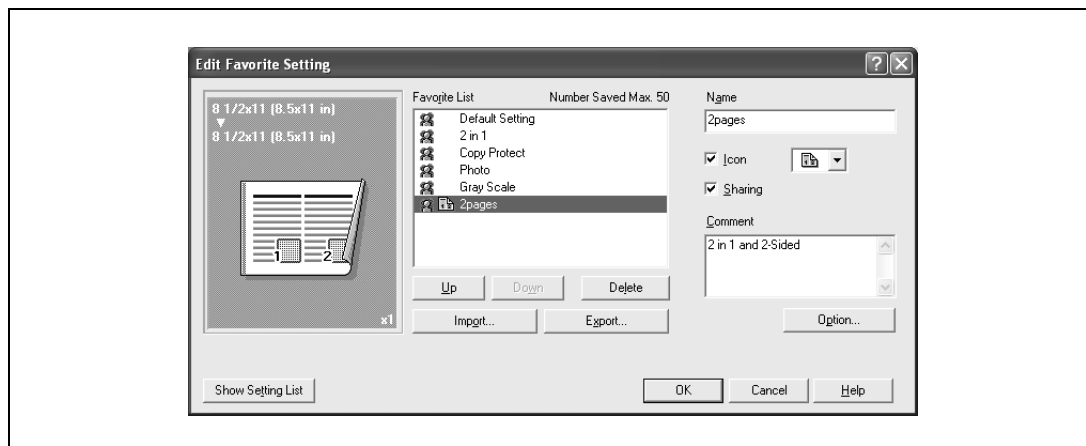 Edit Favorite Setting
8 1/2x11 (8.5x11 in)
8 1/2x11 (8.5x11 in)
1 2
x1
Favorite List Number Saved Max. 50
Default Setting
2 in 1
Copy Protect
Photo
Gray Scale
2pages
Up Down Delete
Import... Export...
Name
2pages
Icon
Sharing
Comment
2 in 1 and 2-Sided
Option...
Show Setting List OK Cancel Help